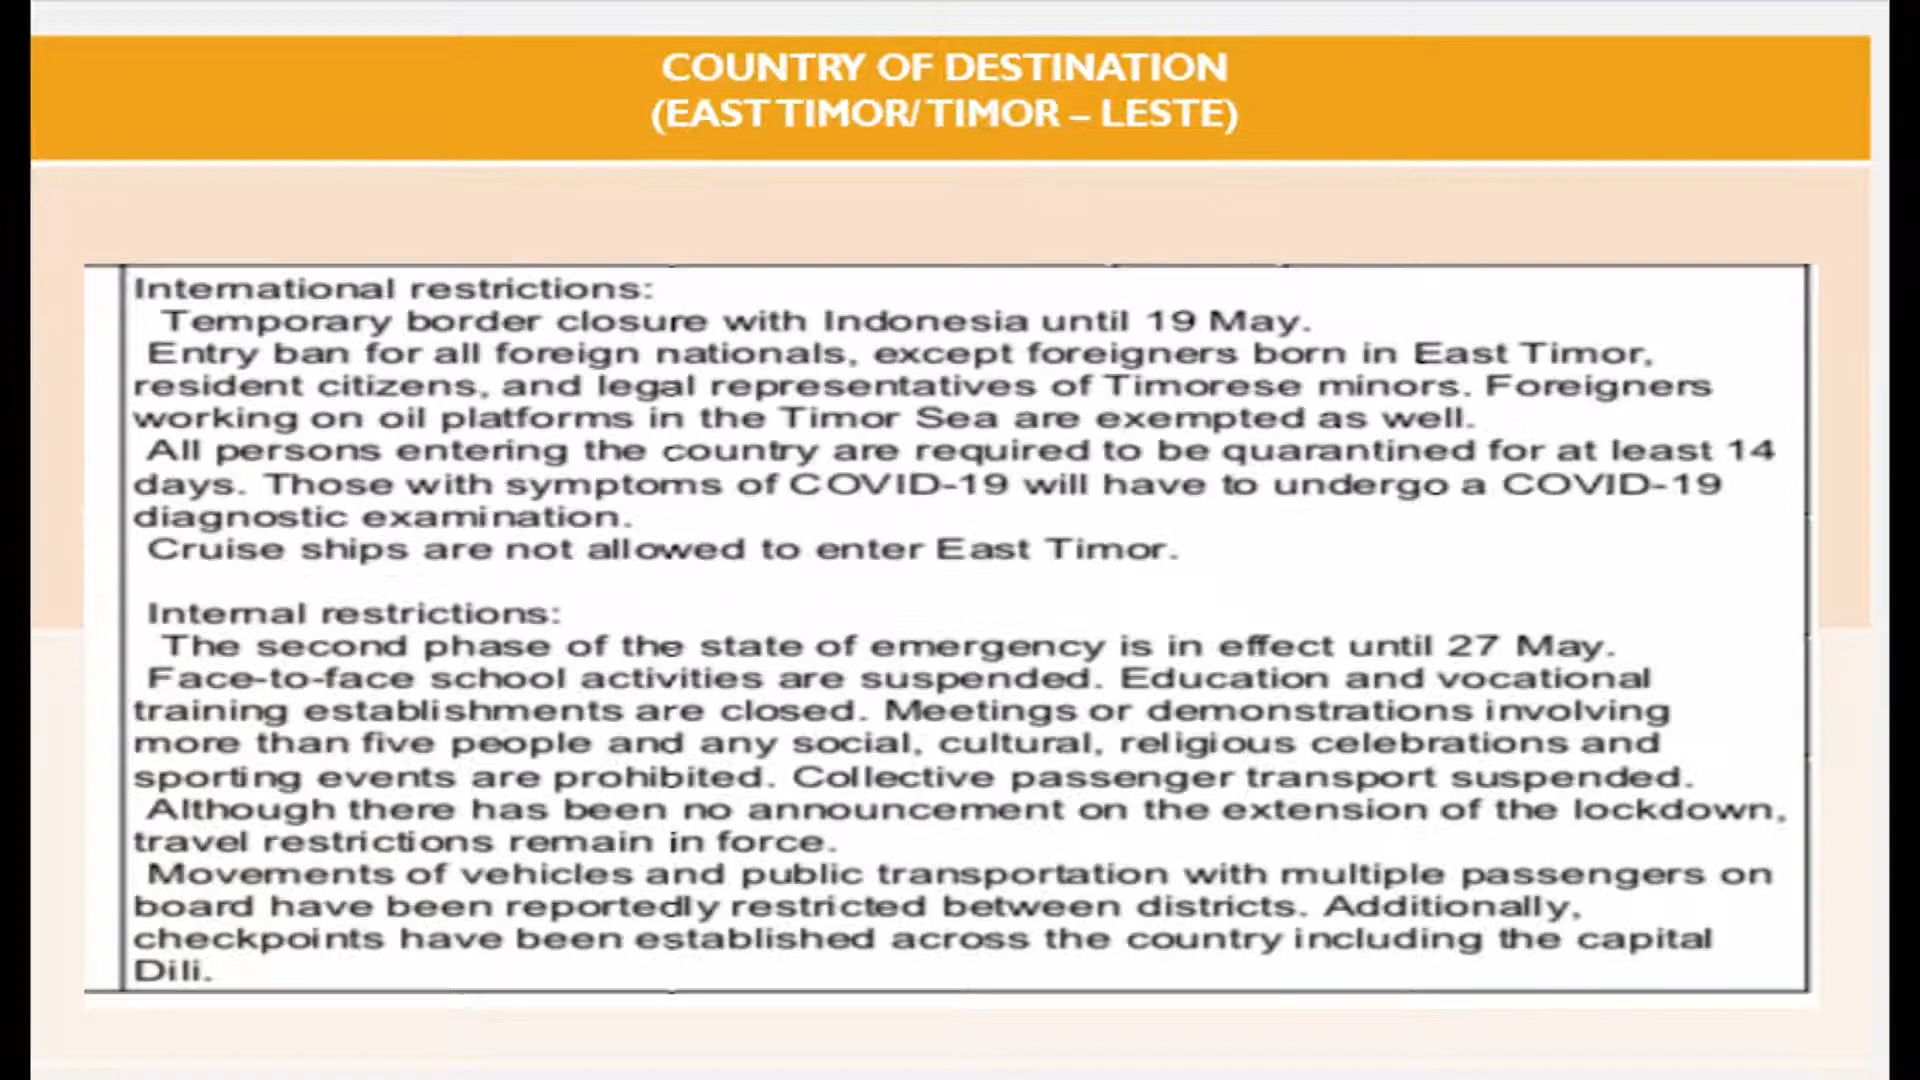 COUNTRY OF DESTINATION
(EAST TIMOR/ TIMOR – LESTE)
International restrictions:
Temporary border closure with Indonesia until 19 May.
Entry ban for all foreign nationals, except foreigners born in East Timor,
resident citizens, and legal representatives of Timorese minors. Foreigners
working on oil platforms in the Timor Sea are exempted as well.
All persons entering the country are required to be quarantined for at least 14
days. Those with symptoms of COVID-19 will have to undergo a COVID-19
diagnostic examination.
Cruise ships are not allowed to enter East Timor.
Internal restrictions:
The second phase of the state of emergency is in effect until 27 May.
Face-to-face school activities are suspended. Education and vocational
training establishments are closed. Meetings or demonstrations involving
more than five people and any social, cultural, religious celebrations and
sporting events are prohibited. Collective passenger transport suspended.
Although there has been no announcement on the extension of the lockdown,
travel restrictions remain in force.
Movements of vehicles and public transportation with multiple passengers on
board have been reportedly restricted between districts. Additionally,
checkpoints have been established across the country including the capital
Dili.